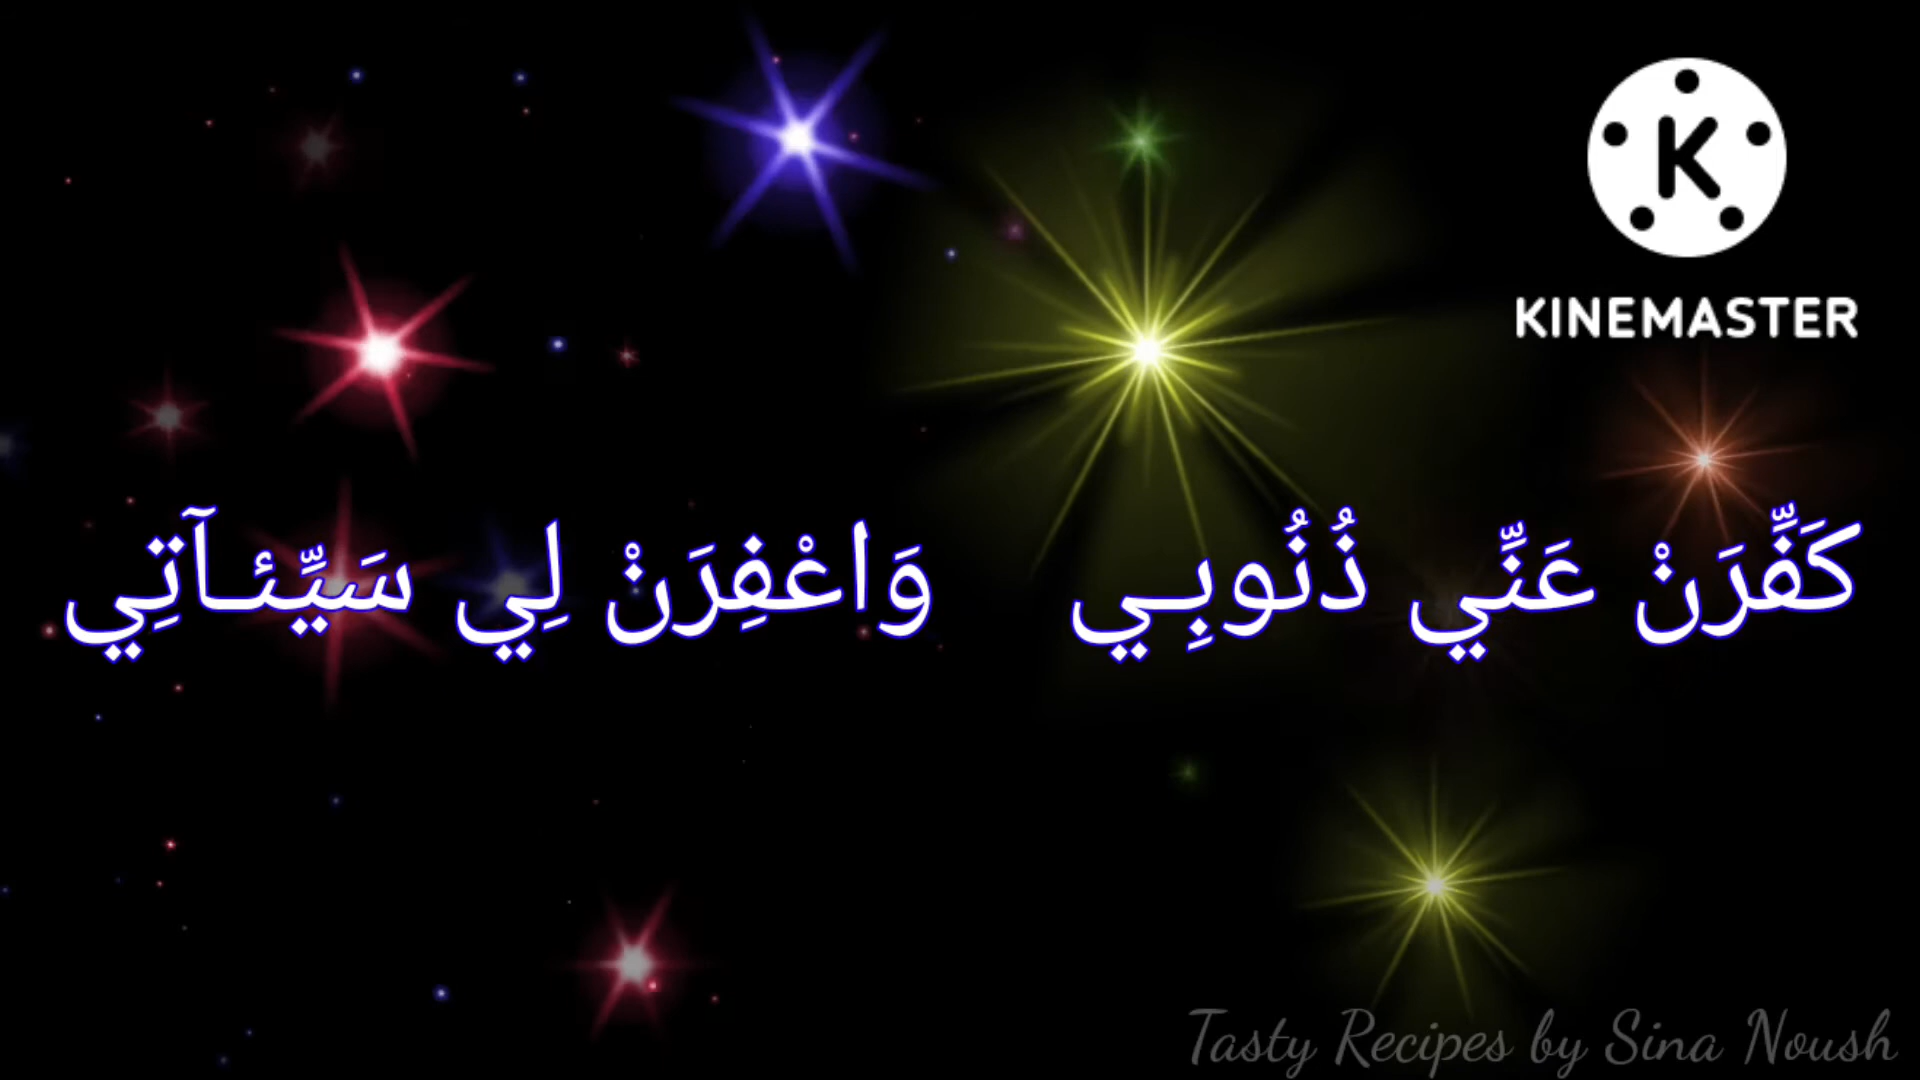 K
KINEMASTER
كَفِّرَنْ عَنِّي ذُنُوبِـي وَاغْفِرَنْ لِي سَيِّئـآتِي
Tasty Recipes by Sina Noush